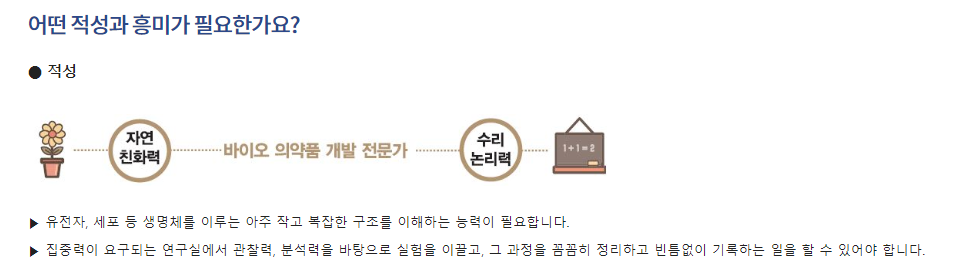 어떤 적성과 흥미가 필요한가요?
● 적성
자연
친화력
바이오 의약품 개발 전문가
수리
논리력
1+1=2
▶ 유전자, 세포 등 생명체를 이루는 아주 작고 복잡한 구조를 이해하는 능력이 필요합니다.
▶ 집중력이 요구되는 연구실에서 관찰력, 분석력을 바탕으로 실험을 이끌고, 그 과정을 꼼꼼히 정리하고 빈틈없이 기록하는 일을 할 수 있어야 합니다.